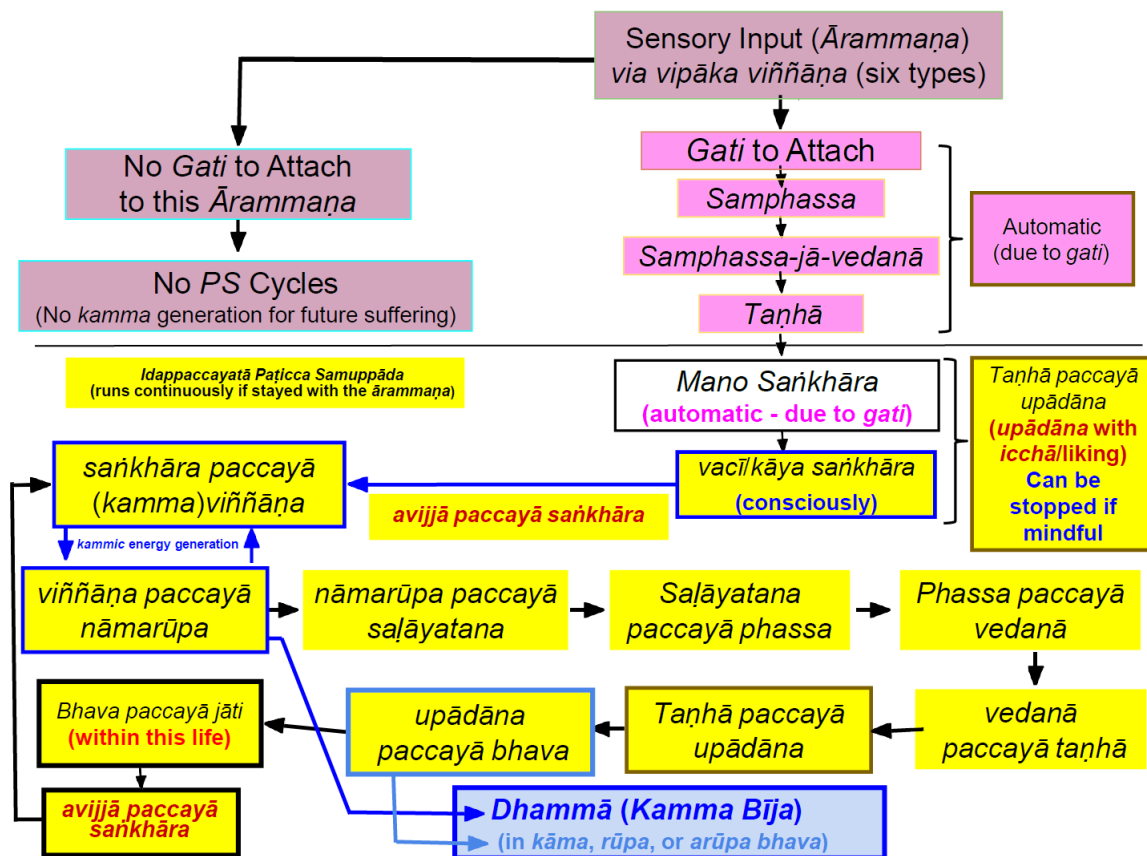 Sensory Input (Ārammaṇa)
via vipāka viññāṇa (six types)
No Gati to Attach
to this Ārammaṇa
No PS Cycles
(No kamma generation for future suffering)
Gati to Attach
Samphassa
Samphassa-jā-vedanā
Taṇhā
Automatic
(due to gati)
Idappaccayatā Paṭicca Samuppāda
(runs continuously if stayed with the ārammaṇa)
Mano Saṅkhāra
(automatic - due to gati)
vacī/kāya saṅkhāra
(consciously)
Taṇhā paccayā
upādāna
(upādāna with
icchā/liking)
Can be
stopped if
mindful
saṅkhāra paccayā
(kamma)viññāṇa
avijjā paccayā saṅkhāra
kammic energy generation
viññāṇa paccayā
nāmarūpa
nāmarūpa paccayā
saḷāyatana
Saḷāyatana
paccayā phassa
Phassa paccayā
vedanā
vedanā
paccayā taṇhā
Taṇhā paccayā
upādāna
upādāna
paccayā bhava
Bhava paccayā jāti
(within this life)
avijjā paccayā
saṅkhāra
Dhammā (Kamma Bīja)
(in kāma, rūpa, or arūpa bhava)